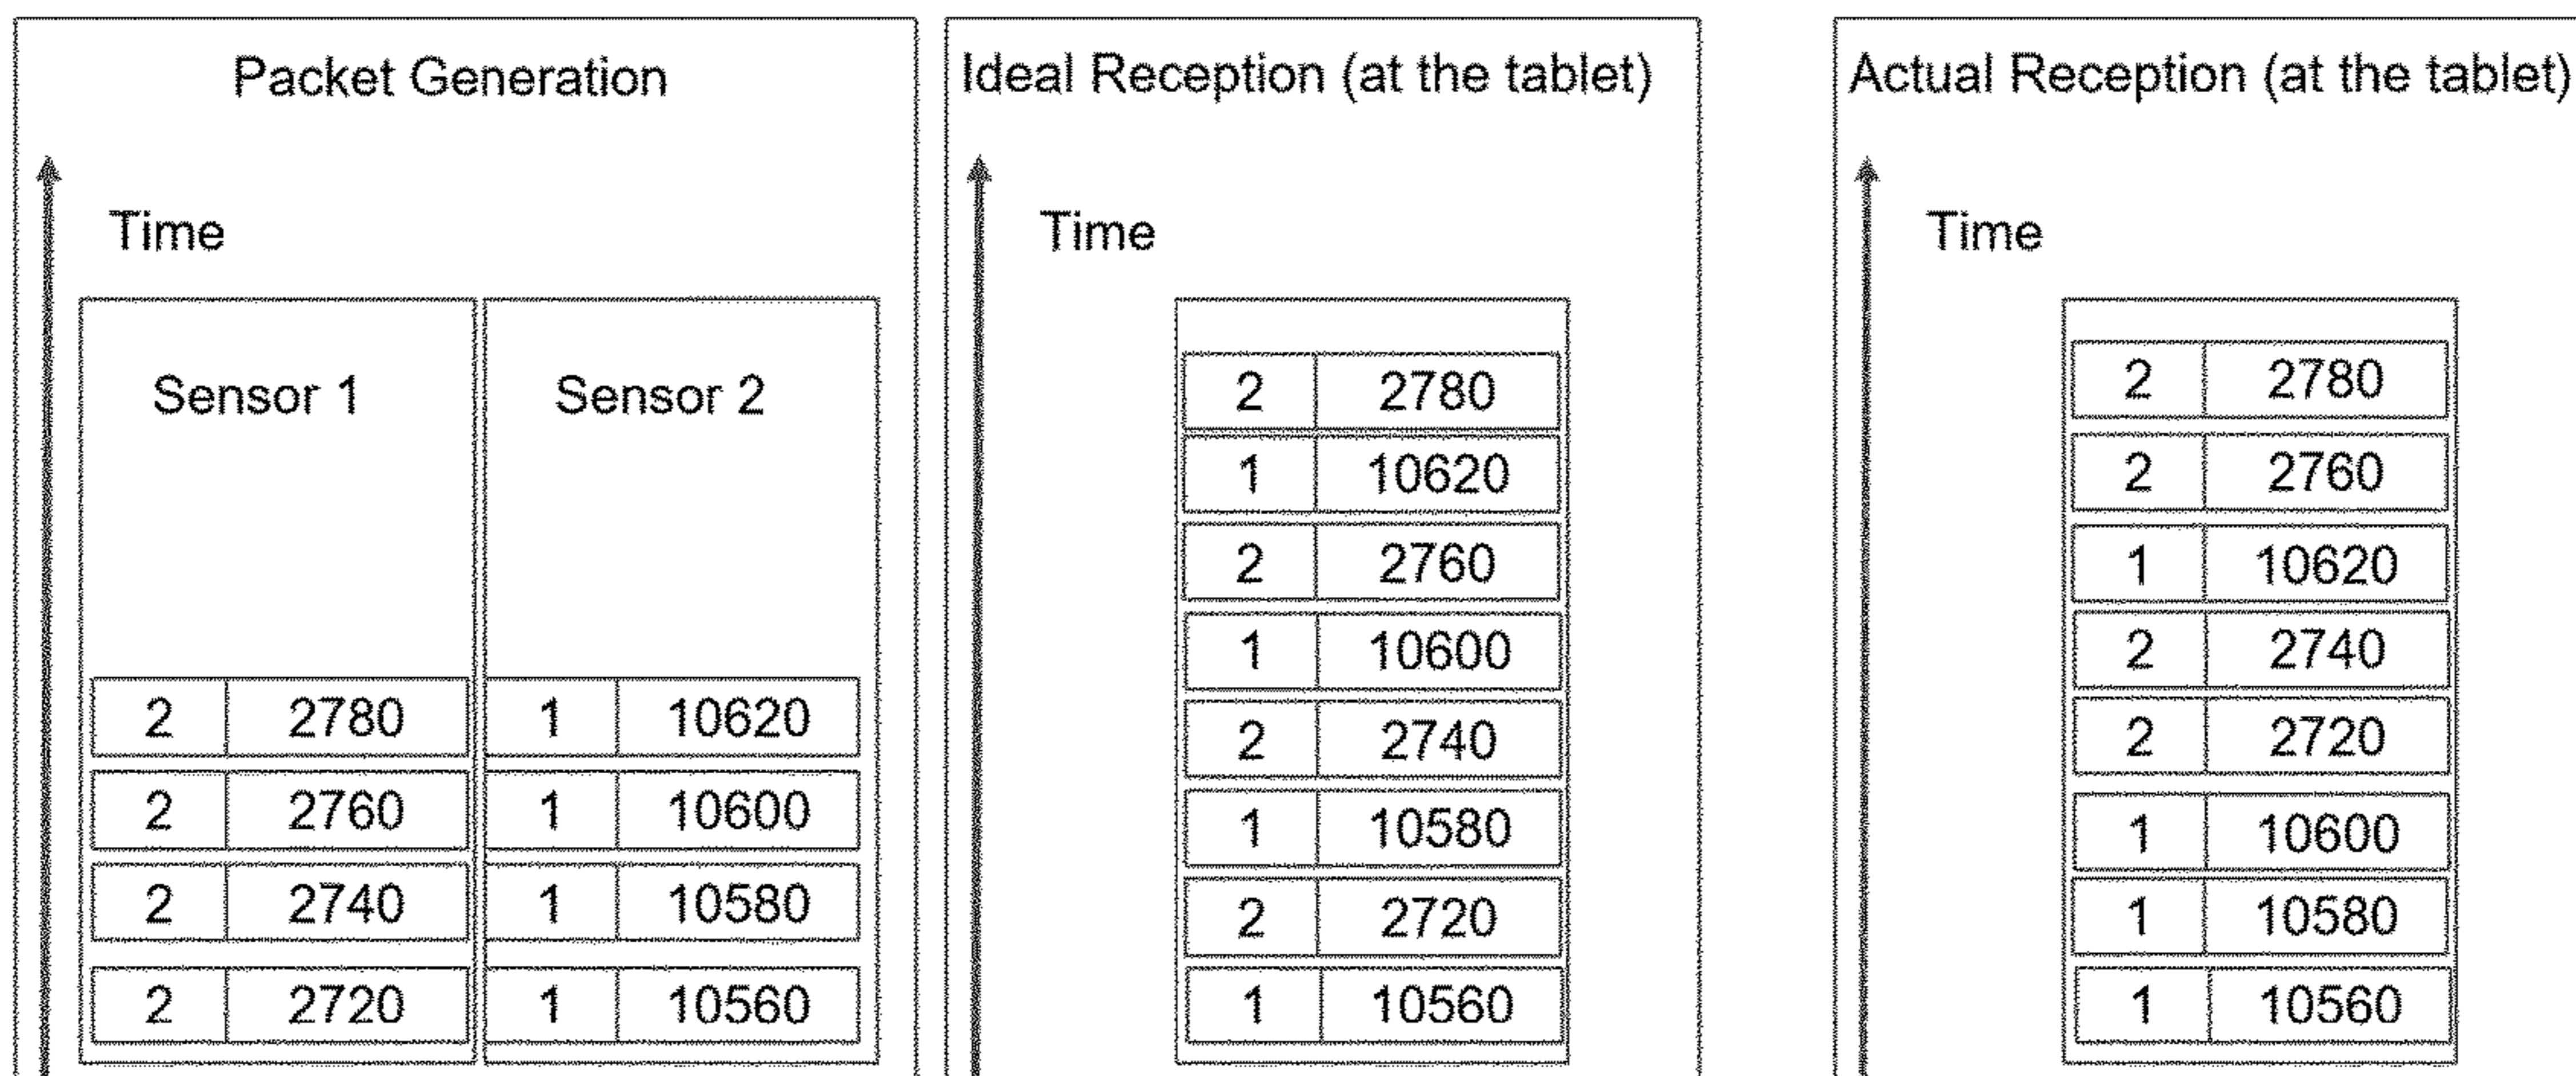 Packet Generation
Time
Sensor 1 Sensor 2
2 2780 1 10620
2 2760 1 10600
2 2740 1 10580
2 2720 1 10560
Ideal Reception (at the tablet)
Time
2 2780
1 10620
2 2760
1 10600
2 2740
1 10580
2 2720
1 10560
Actual Reception (at the tablet)
Time
2 2780
2 2760
1 10620
2 2740
2 2720
1 10600
1 10580
1 10560